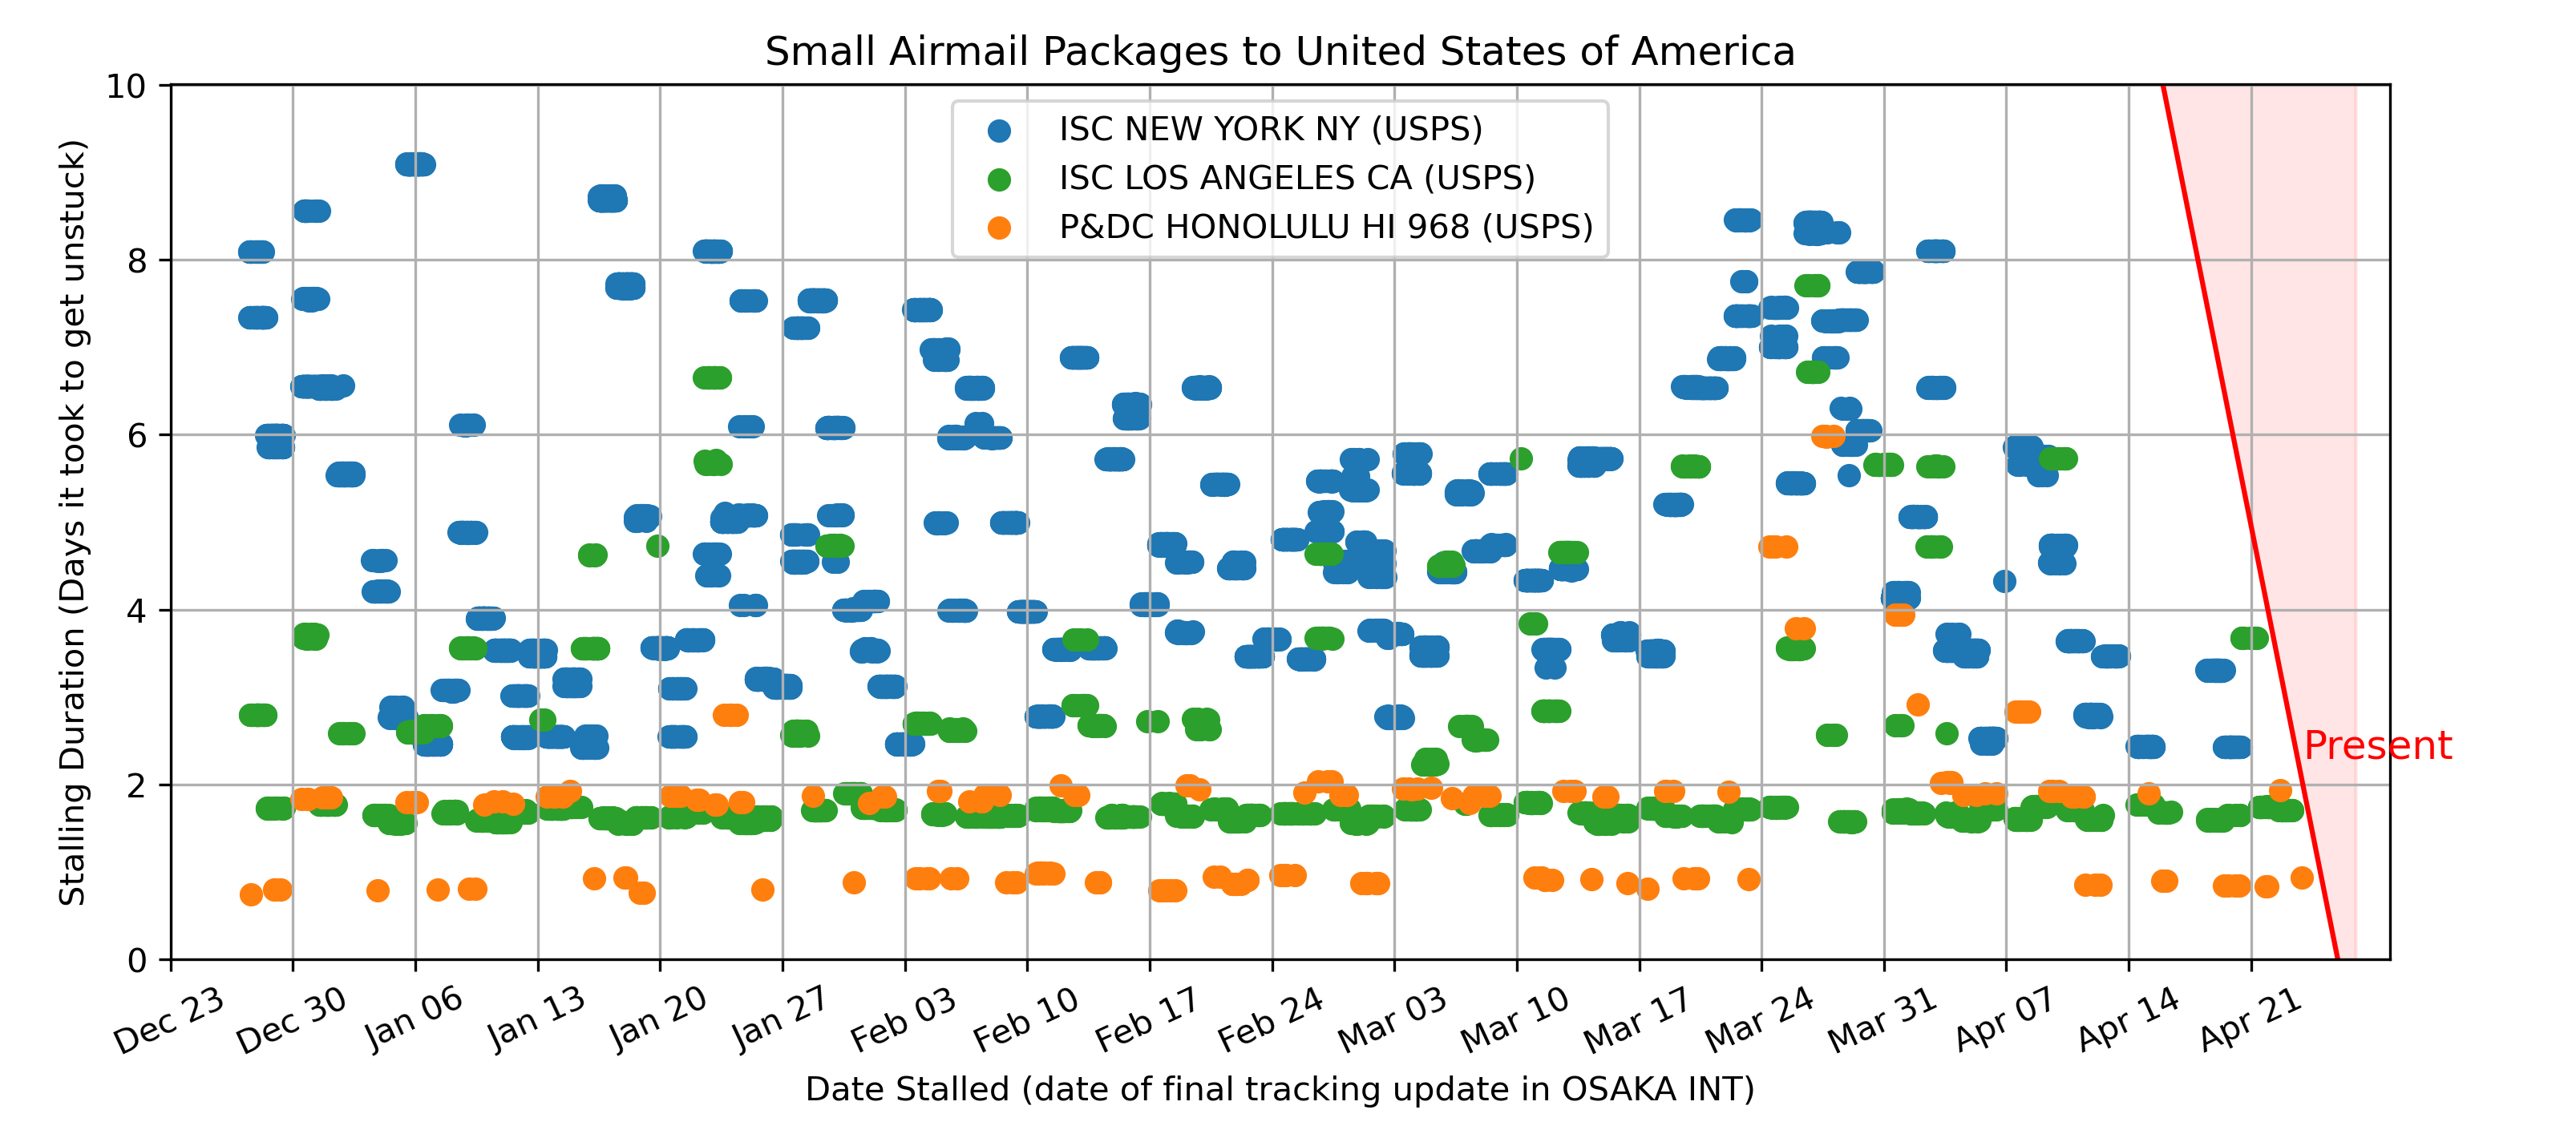 Small Airmail Packages to United States of America
Stalling Duration (Days it took to get unstuck)
10
8
6
4
2
0
ISC NEW YORK NY (USPS)
ISC LOS ANGELES CA (USPS)
P&DC HONOLULU HI 968 (USPS)
Present
Dec 23
Dec 30
Jan 06
Jan 13
Jan 20
Jan 27
Feb 03
Feb 10
Feb 17
Feb 24
Mar 03
Mar 10
Mar 17
Mar 24
Mar 31
Apr 07
Apr 14
Apr 21
Date Stalled (date of final tracking update in OSAKA INT)